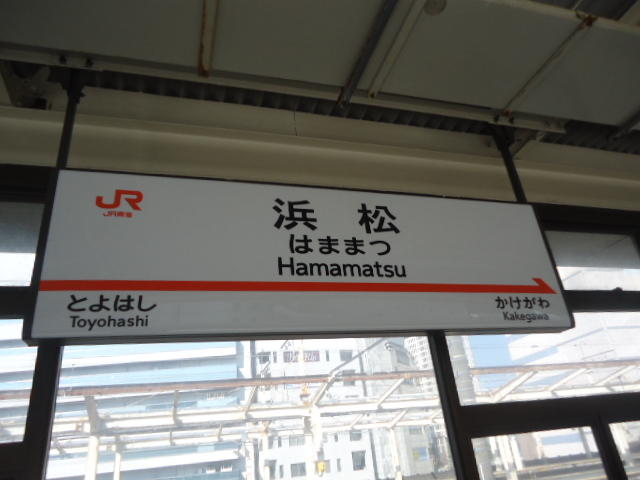 JR
JR東海
浜松
はままつ
Hamamatsu
とよはし
Toyohashi
かけがわ
Kakegawa